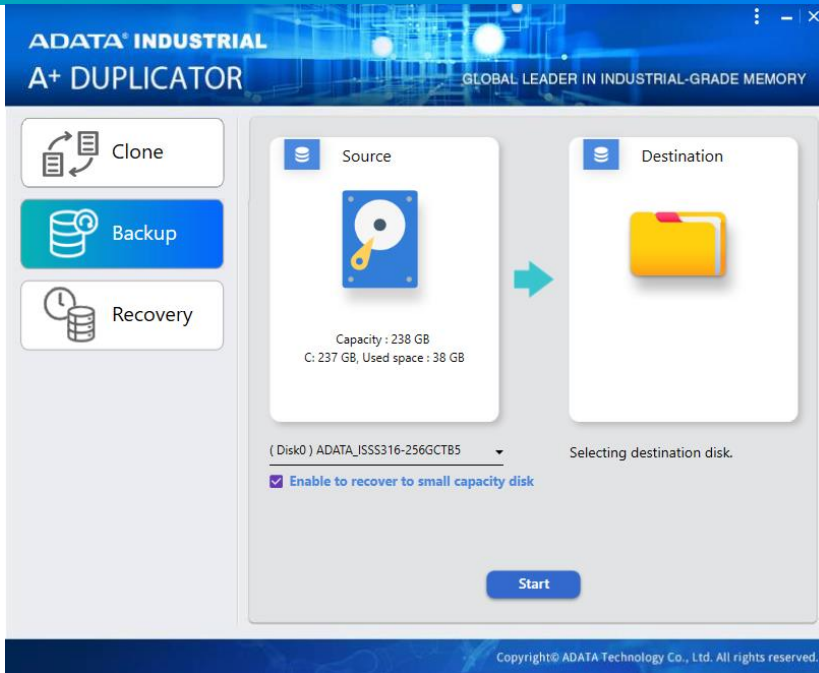 ADATA® INDUSTRIAL
A+ DUPLICATOR
GLOBAL LEADER IN INDUSTRIAL-GRADE MEMORY
Clone
Backup
Recovery
Source
Capacity : 238 GB
C: 237 GB, Used space : 38 GB
( Disk0 ) ADATA_ISSS316-256GCTB5
Enable to recover to small capacity disk
Destination
Selecting destination disk.
Start
Copyright© ADATA Technology Co., Ltd. All rights reserved.